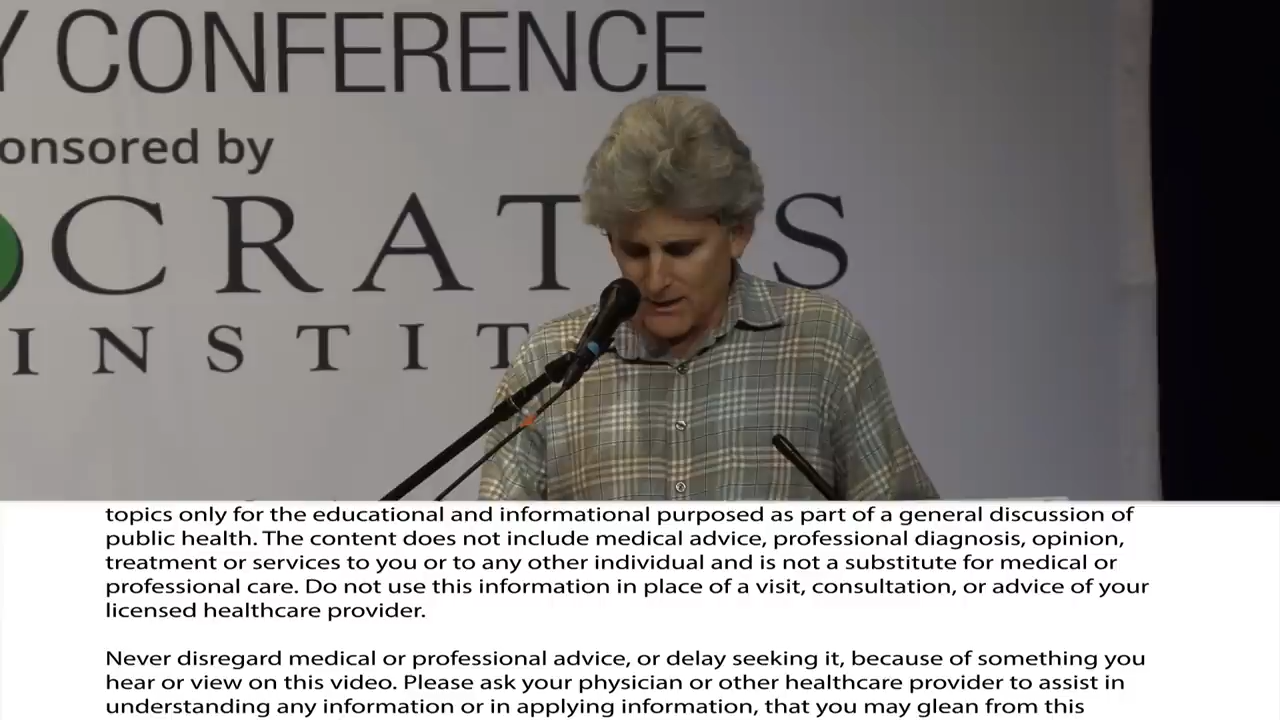 Y CONFERENCE
onsored by
CRAT S
INSTIT
topics only for the educational and informational purposed as part of a general discussion of
public health. The content does not include medical advice, professional diagnosis, opinion,
treatment or services to you or to any other individual and is not a substitute for medical or
professional care. Do not use this information in place of a visit, consultation, or advice of your
licensed healthcare provider.
Never disregard medical or professional advice, or delay seeking it, because of something you
hear or view on this video. Please ask your physician or other healthcare provider to assist in
understanding any information or in applying information, that you may glean from this